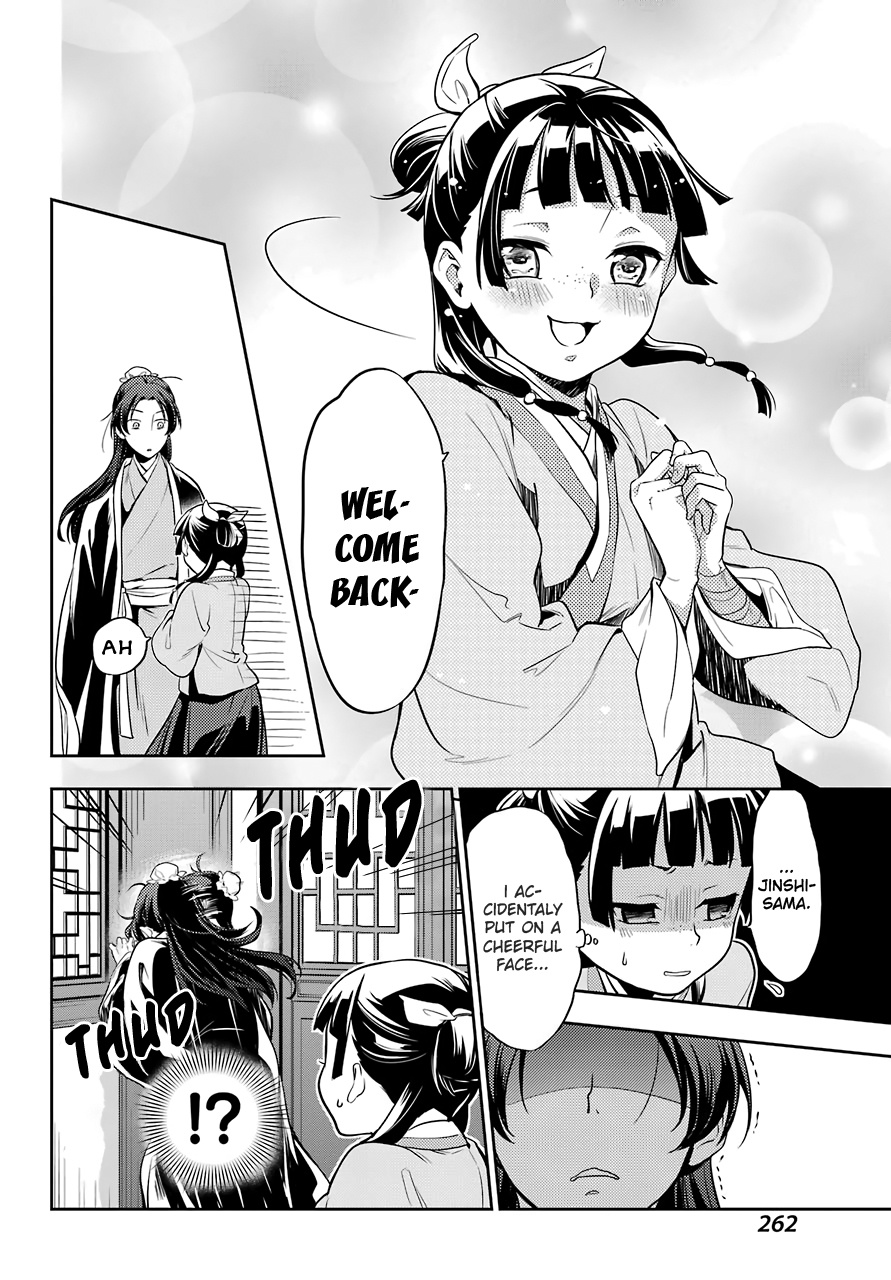 WEL-
COME
BACK-
AH
...
JINSHI-
SAMA.
I AC-
CIDENTALY
PUT ON A
CHEERFUL
FACE...
THUD
THUD
!?
262